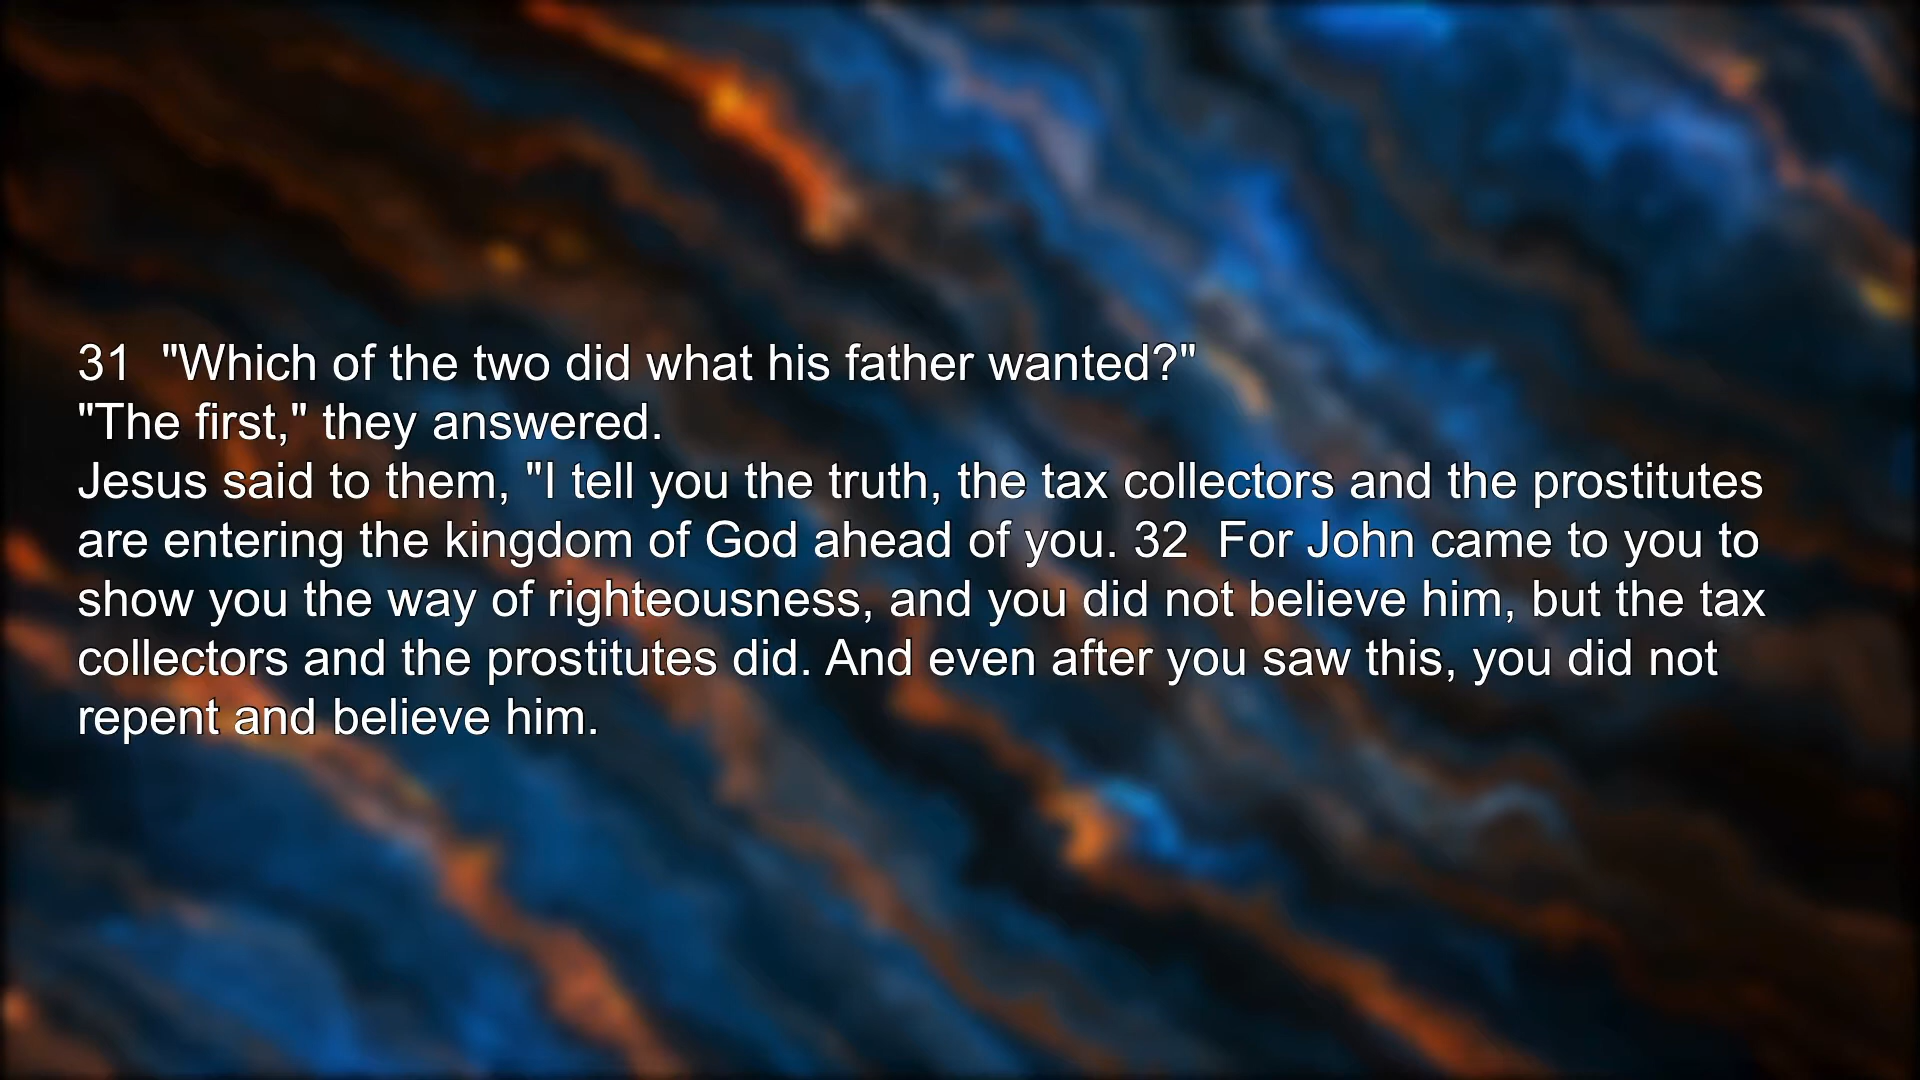 31  "Which of the two did what his father wanted?"
"The first," they answered.
Jesus said to them, "I tell you the truth, the tax collectors and the prostitutes
are entering the kingdom of God ahead of you. 32  For John came to you to
show you the way of righteousness, and you did not believe him, but the tax
collectors and the prostitutes did. And even after you saw this, you did not
repent and believe him.